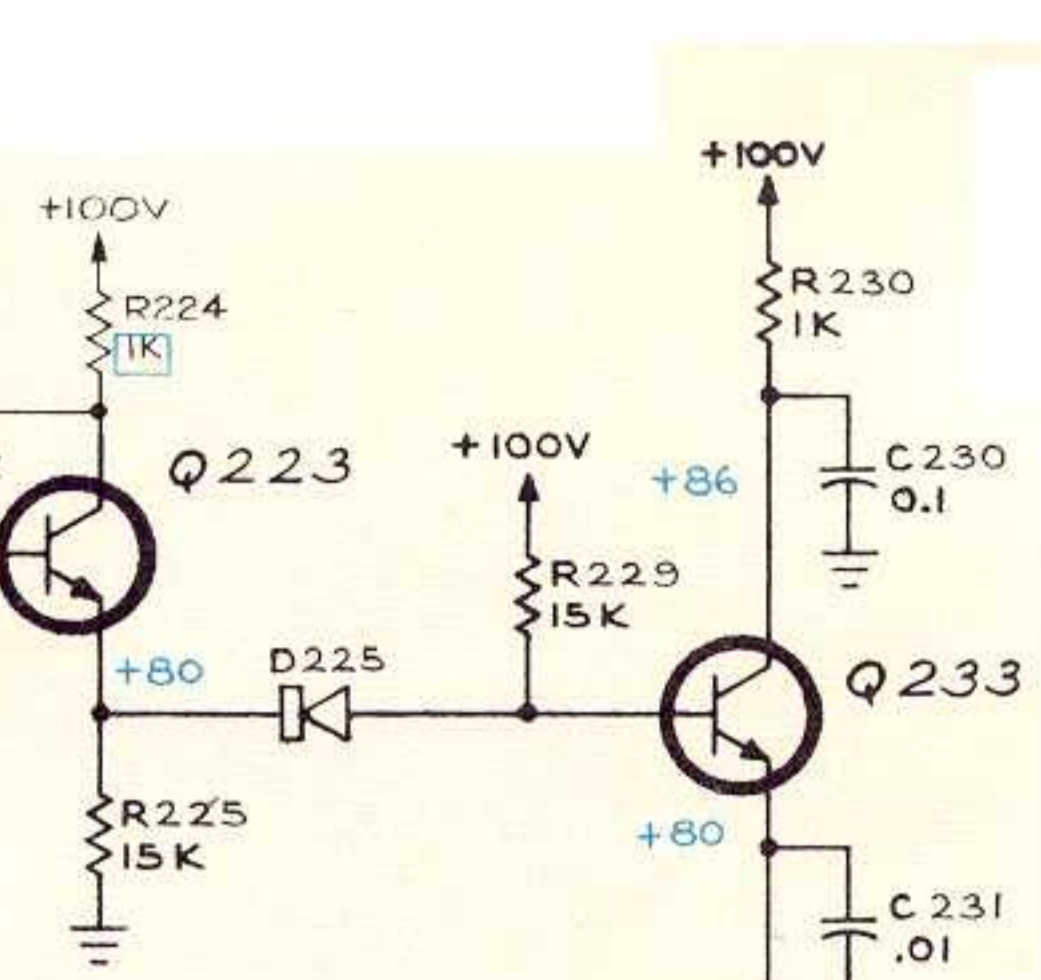 +100V
+100V
R224
1K
R230
1K
Q223
+100V
+86
C230
0.1
R229
15K
+80
D225
Q233
R225
15K
+80
C231
.01